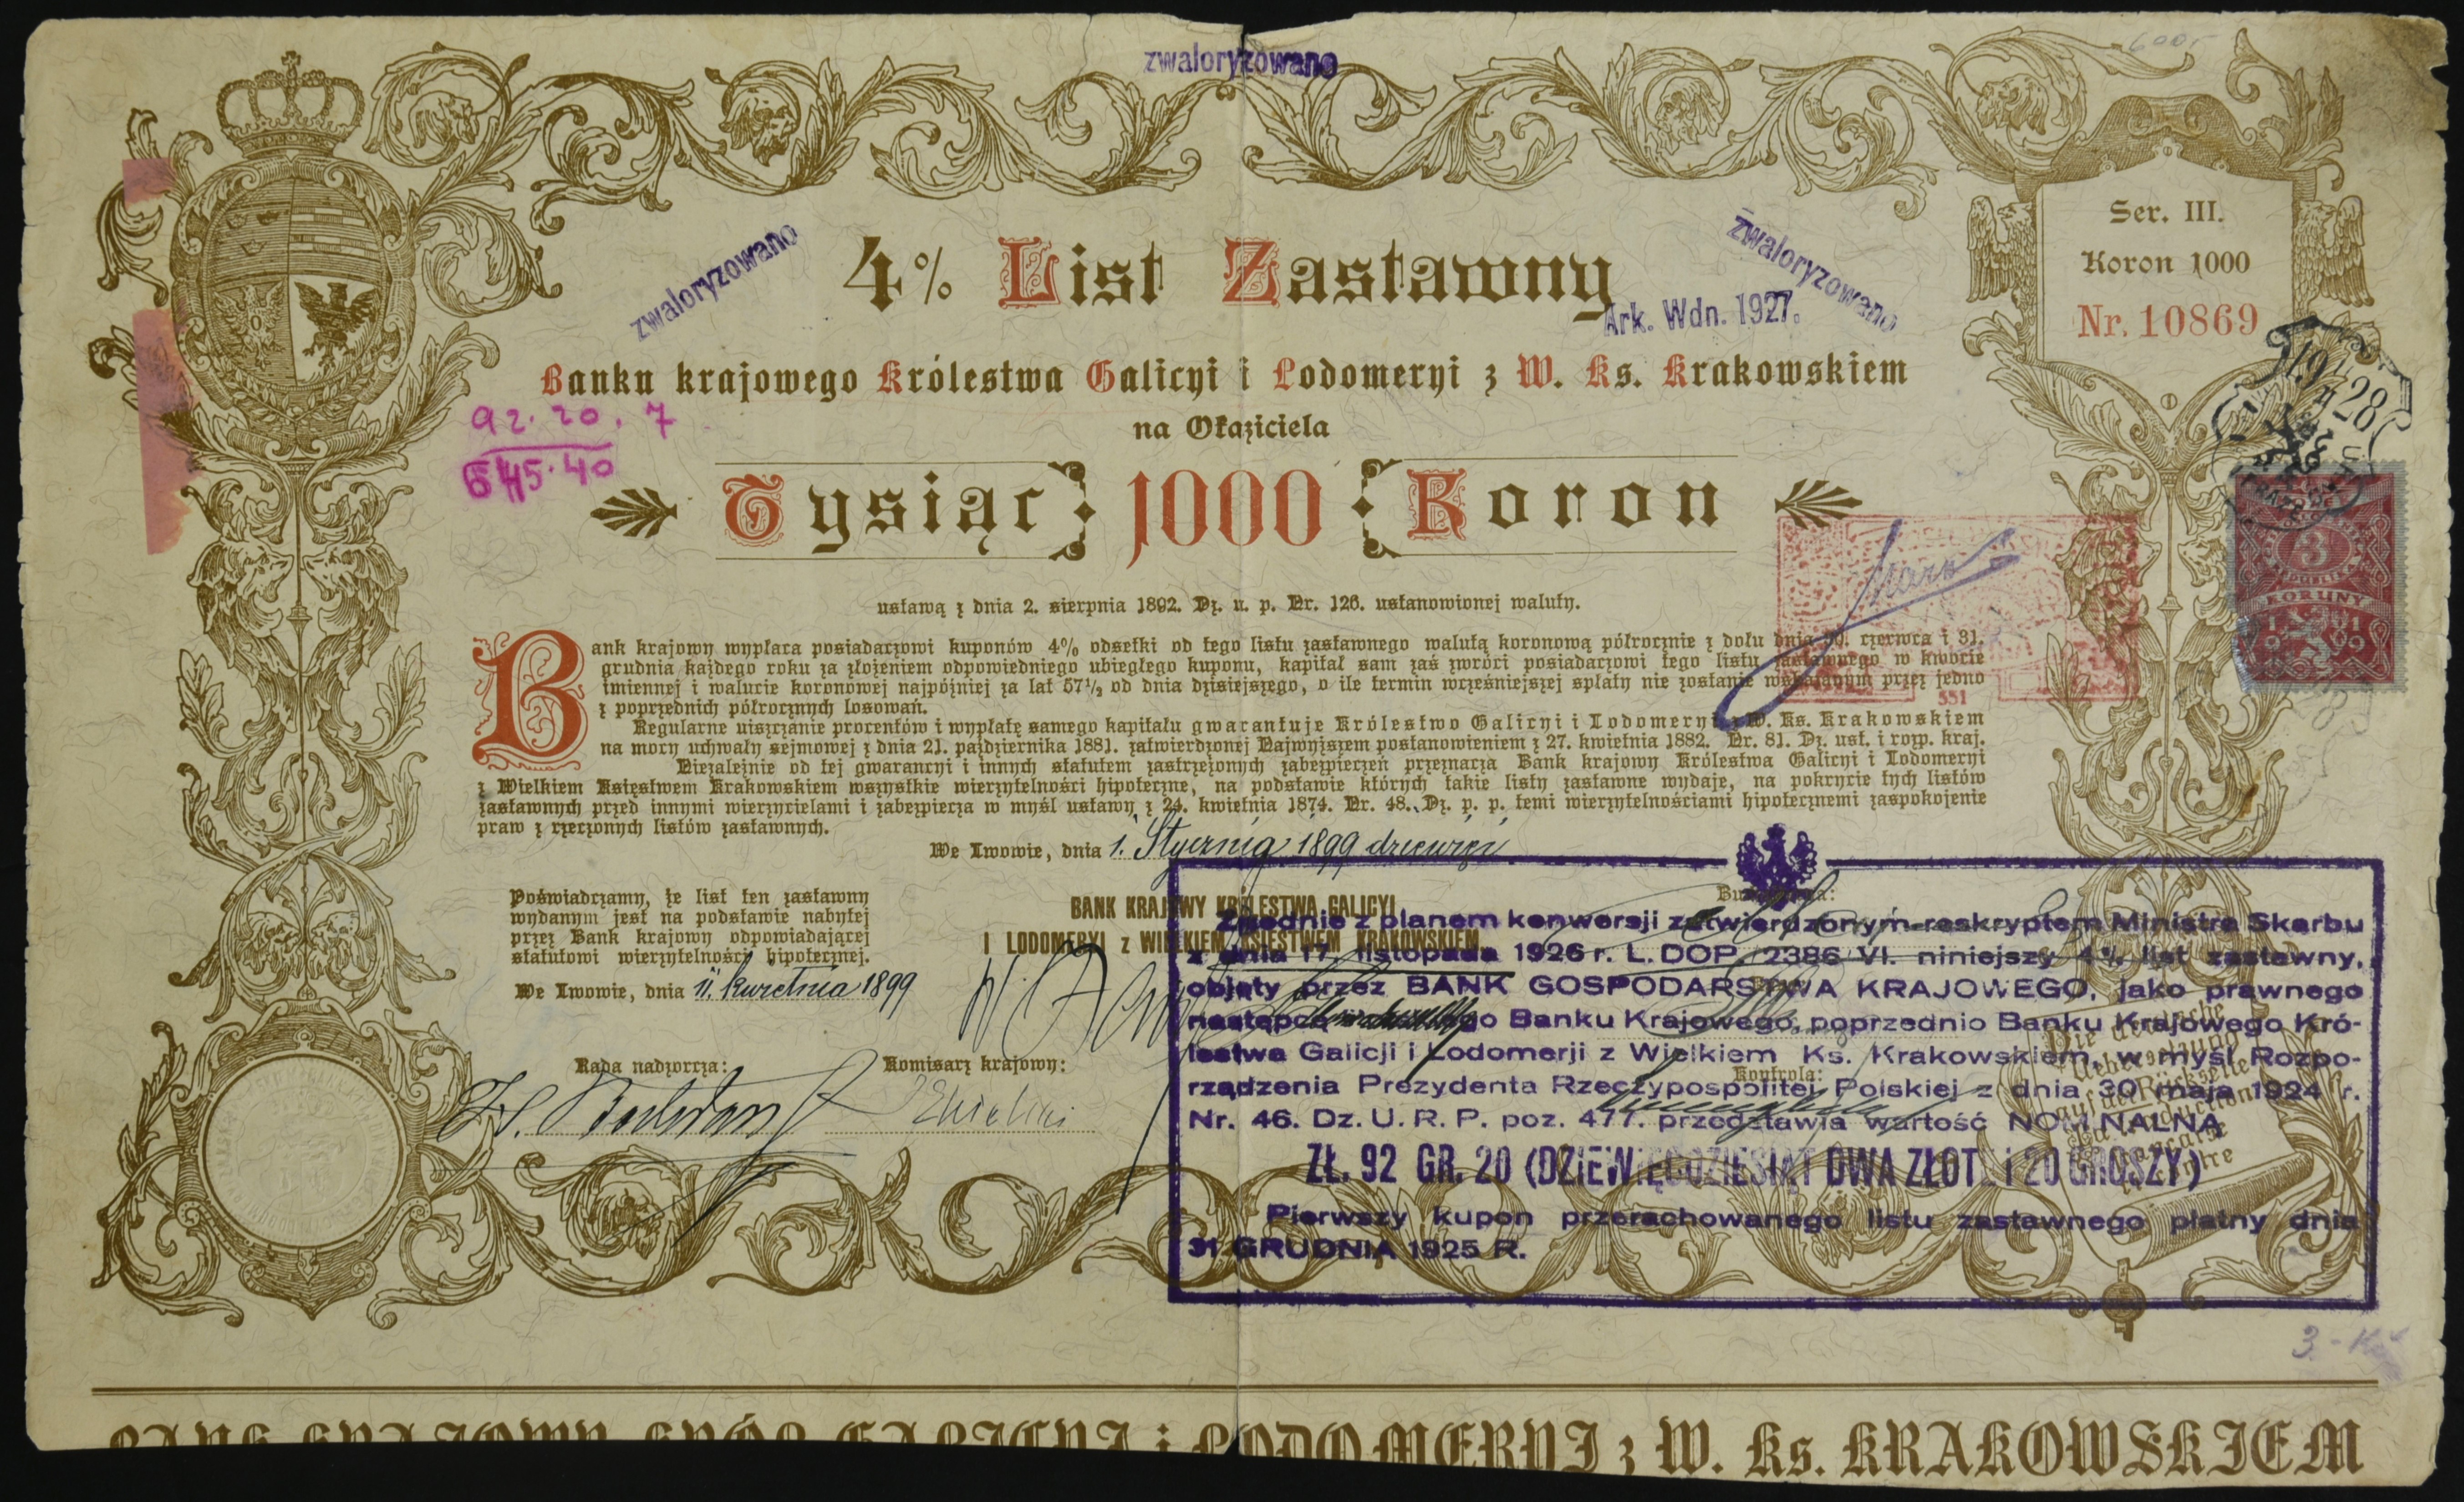 zwaloryzowano
zwaloryzowano
zwaloryzowano
Ser. III.
Koron 1000
Nr. 10869
4% List Zastawny
Ark. Wdn. 1927.
Banku krajowego Królestwa Galicyi i Lodomeryi z W. Ks. Krakowskiem
na Okaziciela
92.20. 7
645.40
Tysiąc 1000 Koron
19 28
3
KORUNY
1919
ustawą z dnia 2. sierpnia 1892. Dz. u. p. Nr. 126. ustanowionej waluty.
Bank krajowy wypłaca posiadaczowi kuponów 4% odsetki od tego listu zastawnego walutą koronową półrocznie z dołu dnia 30. czerwca i 31.
grudnia każdego roku za złożeniem odpowiedniego ubiegłego kuponu, kapitał sam zaś zwróci posiadaczowi tego listu zastawnego w kwocie
imiennej i walucie koronowej najpóźniej za lat 57½ od dnia dzisiejszego, o ile termin wcześniejszej spłaty nie zostanie wskazanym przez jedno
z poprzednich półrocznych losowań.
551
Regularne uiszczanie procentów i wypłatę samego kapitału gwarantuje Królestwo Galicyi i Lodomeryi z W. Ks. Krakowskiem
na mocy uchwały sejmowej z dnia 21. października 1881. zatwierdzonej Najwyższem postanowieniem z 27. kwietnia 1882. Nr. 81. Dz. ust. i rozp. kraj.
Niezależnie od tej gwarancyi i innych statutem zastrzeżonych zabezpieczeń przeznacza Bank krajowy Królestwa Galicyi i Lodomeryi
z Wielkiem Księstwem Krakowskiem wszystkie wierzytelności hipoteczne, na podstawie których takie listy zastawne wydaje, na pokrycie tych listów
zastawnych przed innymi wierzycielami i zabezpiecza w myśl ustawy z 24. kwietnia 1874. Nr. 48. Dz. p. p. temi wierzytelnościami hipotecznemi zaspokojenie
praw z rzeczonych listów zastawnych.
We Lwowie, dnia 1. Stycznia 1899 dziewięć
Poświadczamy, że list ten zastawny
wydanym jest na podstawie nabytej
przez Bank krajowy odpowiadającej
statutowi wierzytelności hipotecznej.
We Lwowie, dnia 11. kwietnia 1899
Rada nadzorcza:
Komisarz krajowy:
BANK KRAJOWY KRÓLESTWA GALICYI
I LODOMERYI z WIELKIEM KSIĘSTWEM KRAKOWSKIEM
Kontrola:
Die deutsche
Uebersetzung
auf der Rückseite
Zgodnie z planem konwersji zatwierdzonym reskryptem Ministra Skarbu
z dnia 17. listopada 1926 r. L. DOP. 2386 VI. niniejszy 4% list zastawny,
objęty przez BANK GOSPODARSTWA KRAJOWEGO, jako prawnego
następcę Banku Krajowego, poprzednio Banku Krajowego Kró-
lestwa Galicji i Lodomerji z Wielkiem Ks. Krakowskiem, w myśl Rozpo-
rządzenia Prezydenta Rzeczypospolitej Polskiej z dnia 30 maja 1924 r.
Nr. 46. Dz. U. R. P. poz. 477. przedstawia wartość NOMINALNĄ
ZŁ. 92 GR. 20 (DZIEWIĘĆDZIESIĄT DWA ZŁOTE i 20 GROSZY)
Pierwszy kupon przerachowanego listu zastawnego płatny dnia
31 GRUDNIA 1925 R.
BANK KRAJOWY KRÓL GALICYI i LODOMERYI z W. Ks. KRAKOWSKIEM